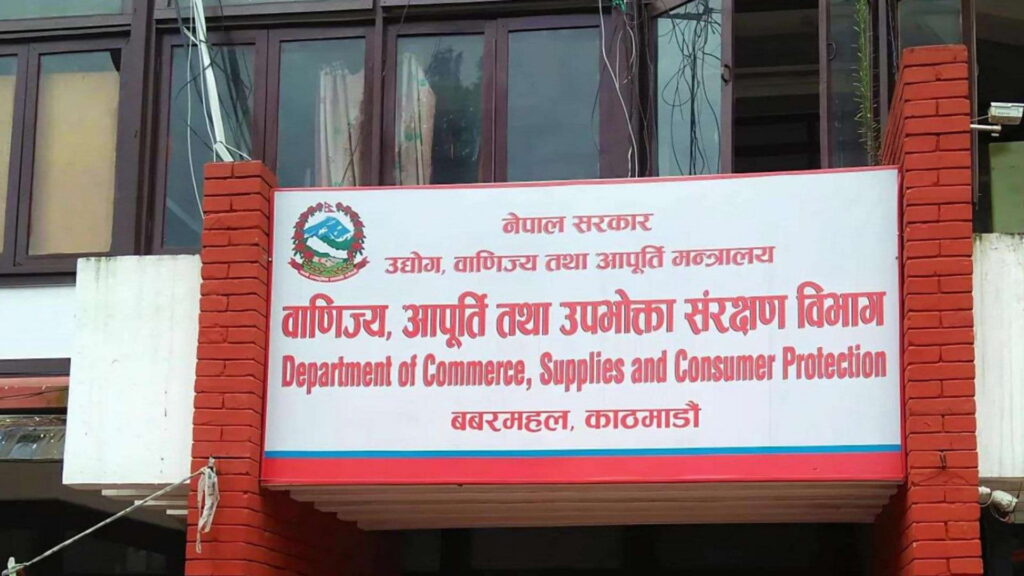 नेपाल सरकार
उद्योग, वाणिज्य तथा आपूर्ति मन्त्रालय
वाणिज्य, आपूर्ति तथा उपभोक्ता संरक्षण विभाग
Department of Commerce, Supplies and Consumer Protection
बबरमहल, काठमाडौं